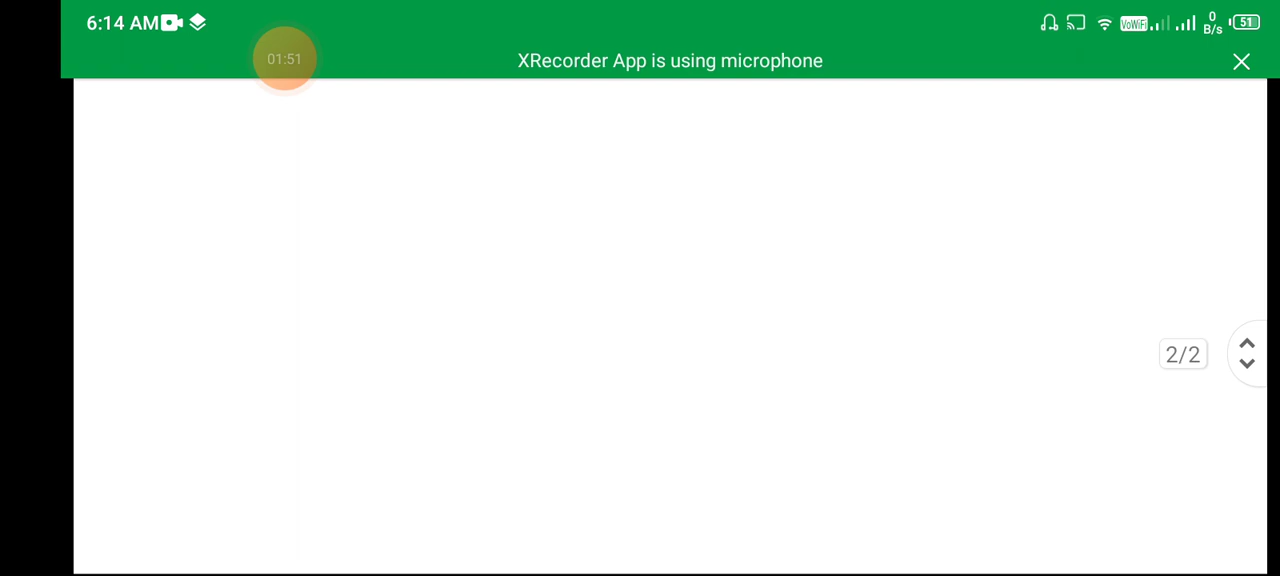 6:14 AM
VoWiFi
0
B/s
51
01:51
XRecorder App is using microphone
2/2